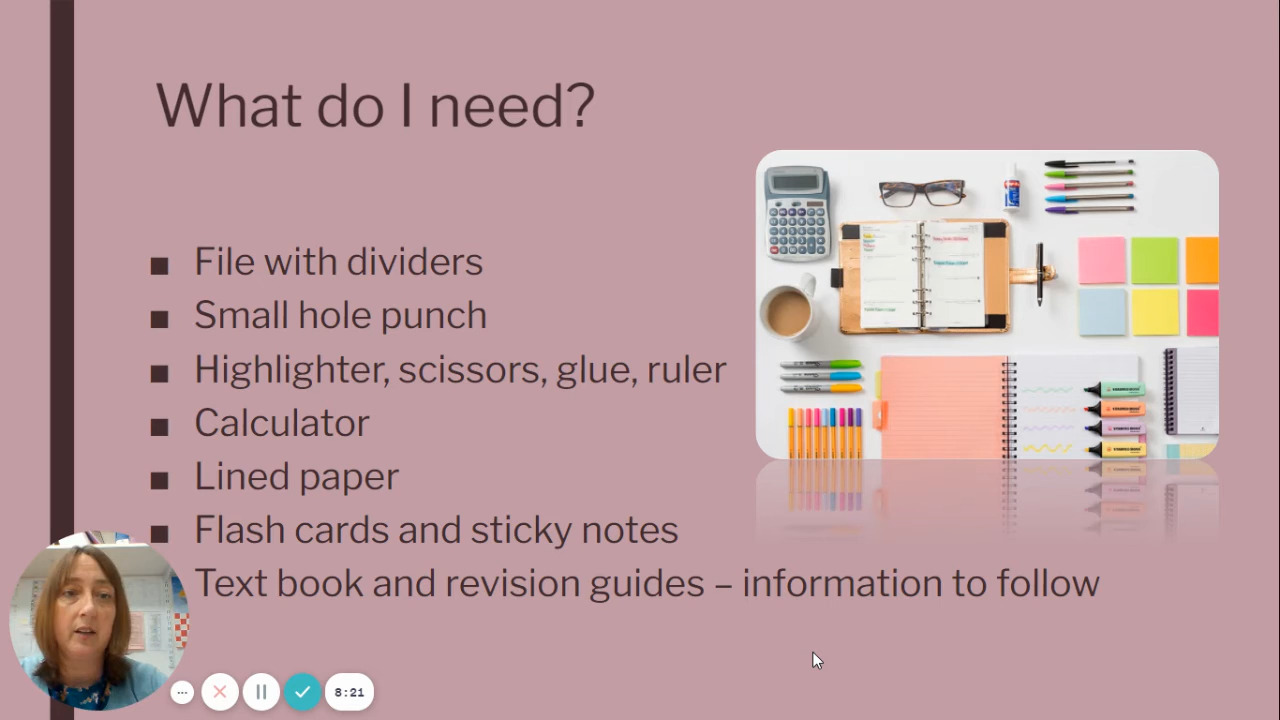 What do I need?
■ File with dividers
■ Small hole punch
■ Highlighter, scissors, glue, ruler
■ Calculator
■ Lined paper
■ Flash cards and sticky notes
Text book and revision guides – information to follow
8:21